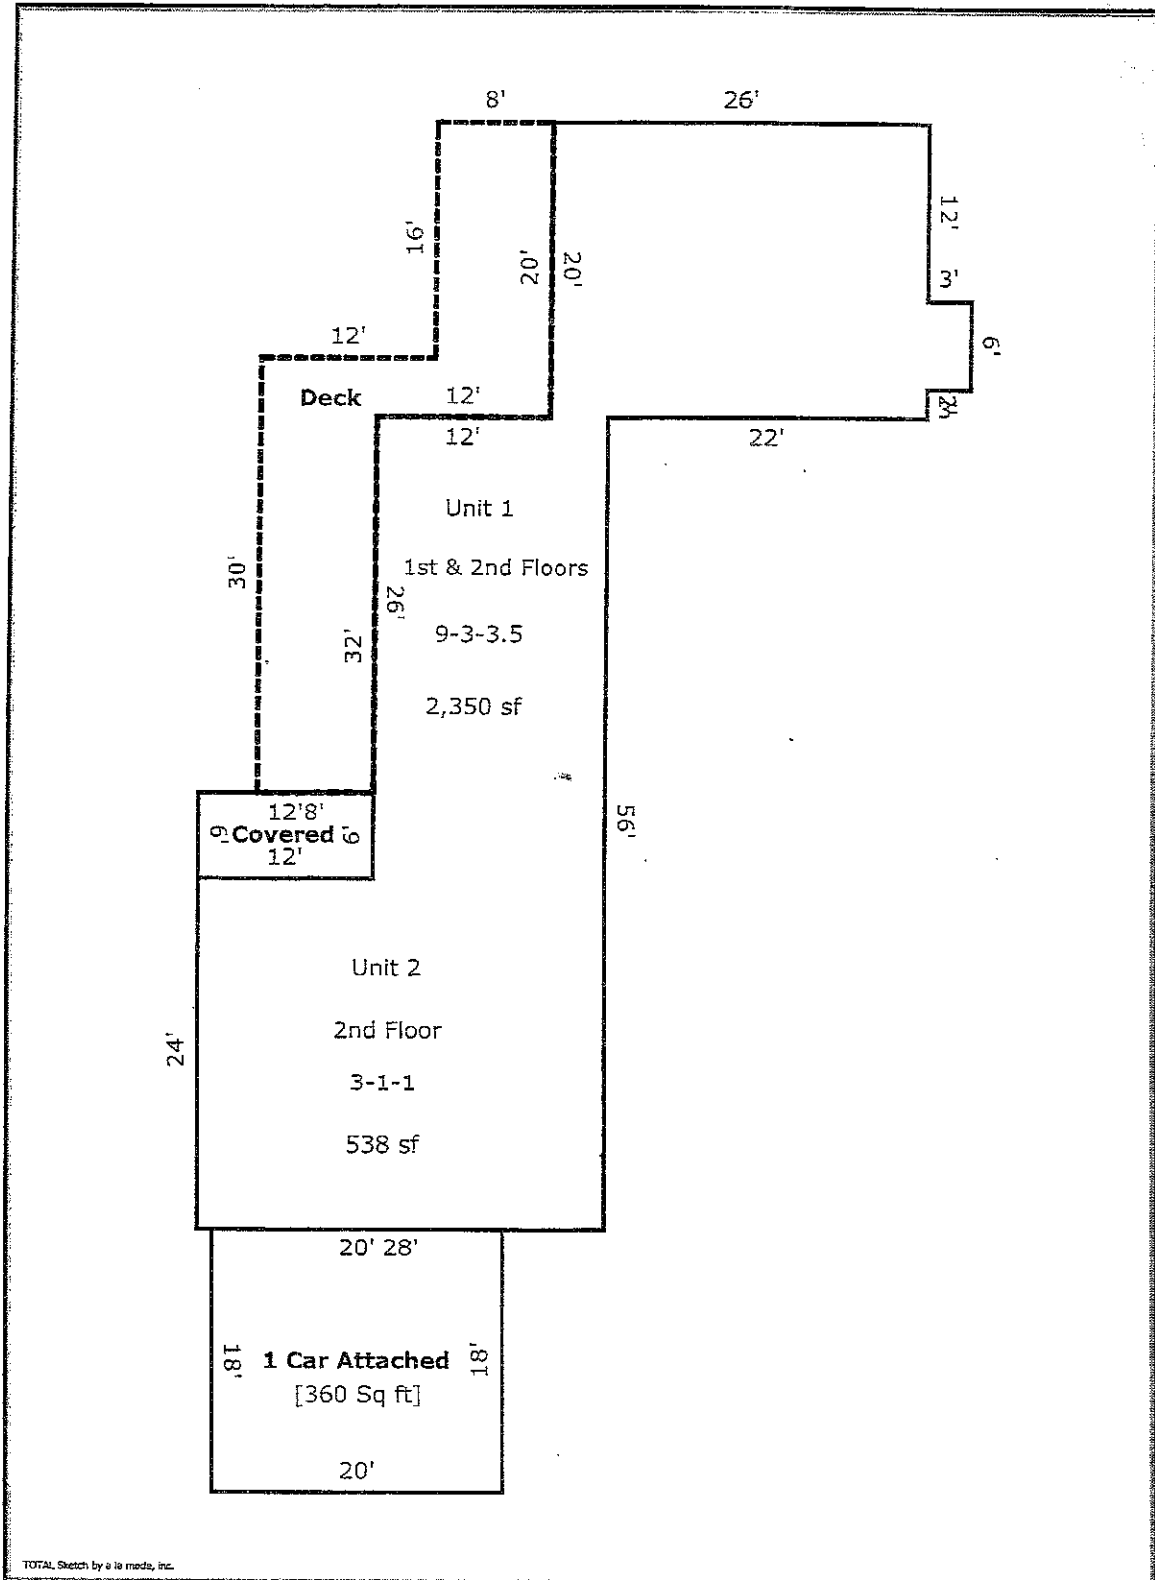 8'
26'
16'
20'
20'
12'
3'
6'
12'
Deck
12'
12'
22'
Unit 1
1st & 2nd Floors
9-3-3.5
2,350 sf
30'
26'
32'
12'8'
6'
Covered
6'
12'
56'
Unit 2
2nd Floor
3-1-1
538 sf
24'
20' 28'
18'
1 Car Attached
18'
[360 Sq ft]
20'
TOTAL Sketch by a la mode, inc.